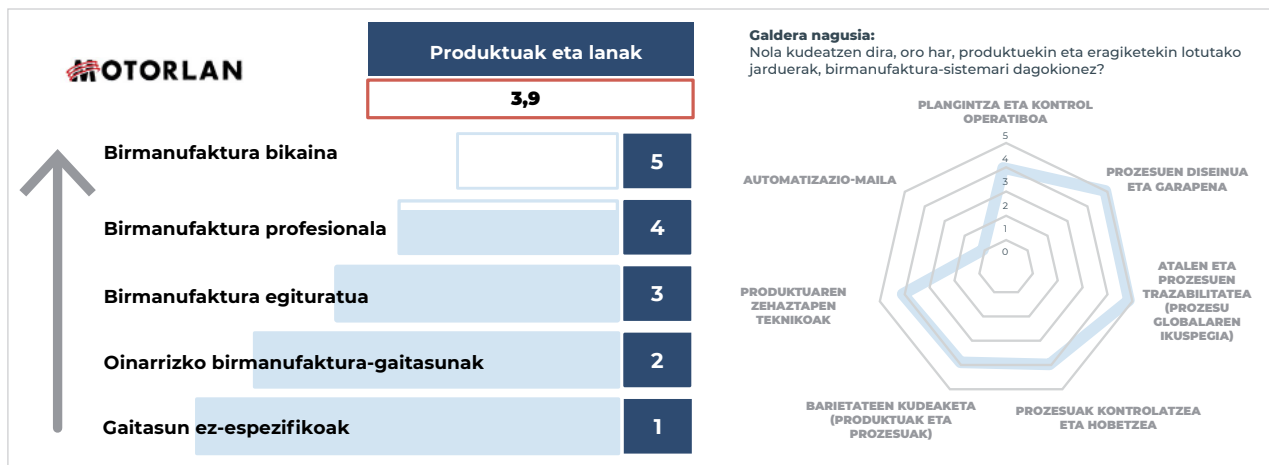 MOTORLAN
Produktuak eta lanak
3,9
Birmanufaktura bikaina
5
Birmanufaktura profesionala
4
Birmanufaktura egituratua
3
Oinarrizko birmanufaktura-gaitasunak
2
Gaitasun ez-espezifikoak
1
Galdera nagusia:
Nola kudeatzen dira, oro har, produktuekin eta eragiketekin lotutako
jarduerak, birmanufaktura-sistemari dagokionez?
PLANGINTZA ETA KONTROL
OPERATIBOA
5
4
3
2
1
0
PROZESUEN DISEINUA
ETA GARAPENA
ATALEN ETA
PROZESUEN
TRAZABILITATEA
(PROZESU
GLOBALAREN
IKUSPEGIA)
PROZESUAK KONTROLATZEA
ETA HOBETZEA
BARIETATEEN KUDEAKETA
(PRODUKTUAK ETA
PROZESUAK)
PRODUKTUAREN
ZEHAZTAPEN
TEKNIKOAK
AUTOMATIZAZIO-MAILA